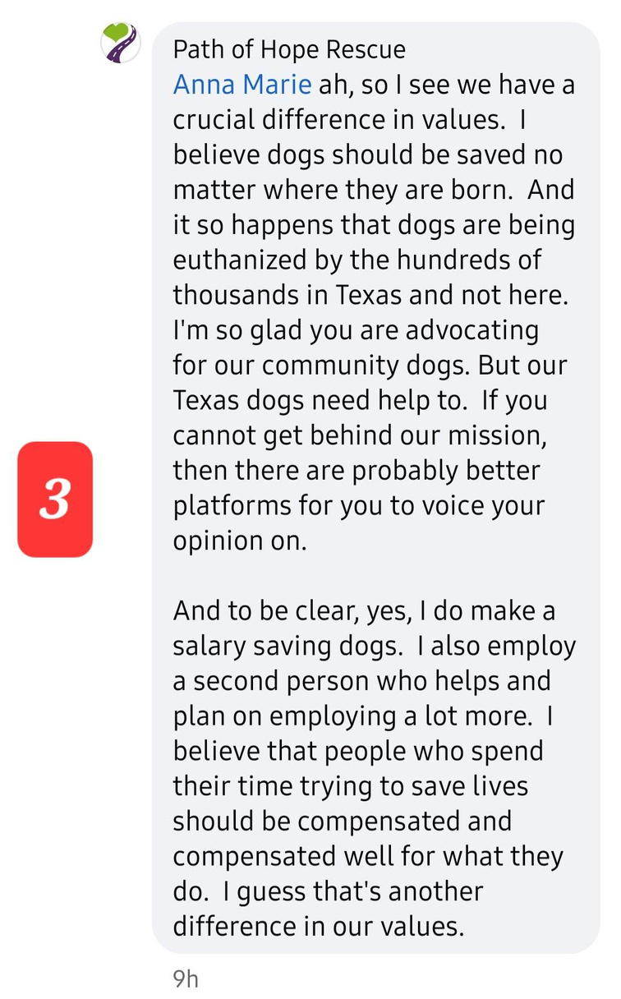 Path of Hope Rescue
Anna Marie ah, so I see we have a
crucial difference in values.  I
believe dogs should be saved no
matter where they are born.  And
it so happens that dogs are being
euthanized by the hundreds of
thousands in Texas and not here.
I'm so glad you are advocating
for our community dogs. But our
Texas dogs need help to.  If you
cannot get behind our mission,
then there are probably better
platforms for you to voice your
opinion on.
3
And to be clear, yes, I do make a
salary saving dogs.  I also employ
a second person who helps and
plan on employing a lot more.  I
believe that people who spend
their time trying to save lives
should be compensated and
compensated well for what they
do.  I guess that's another
difference in our values.
9h